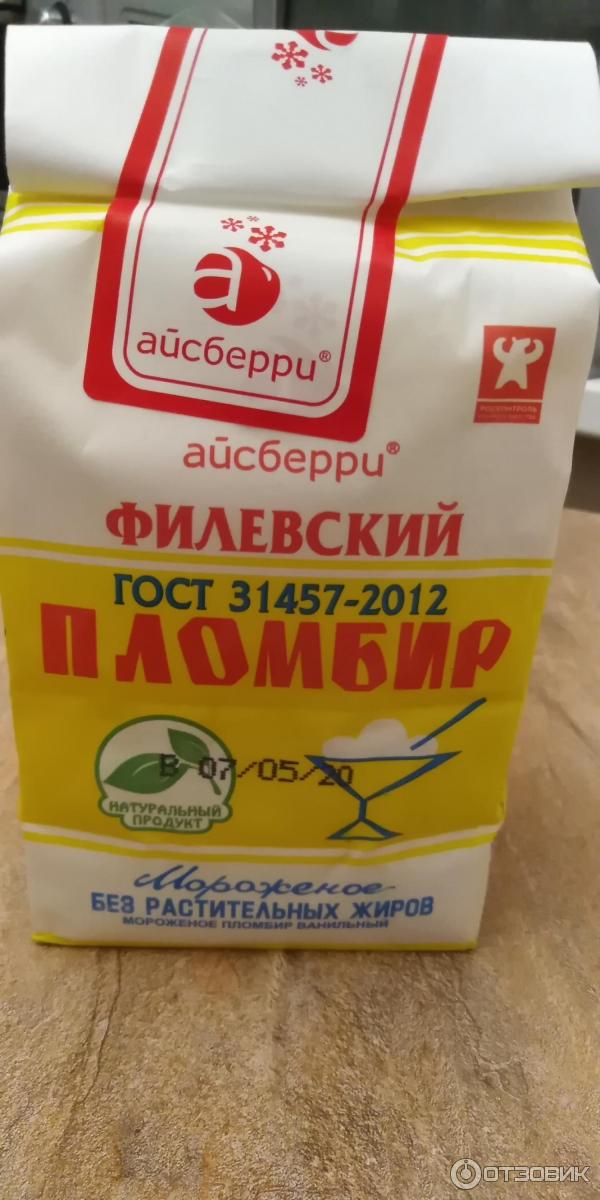 а
айсберри®
РОСКОНТРОЛЬ
айсберри®
ФИЛЕВСКИЙ
ГОСТ 31457-2012
ПЛОМБИР
В 07/05/20
НАТУРАЛЬНЫЙ
ПРОДУКТ
Мороженое
БЕЗ РАСТИТЕЛЬНЫХ ЖИРОВ
МОРОЖЕНОЕ ПЛОМБИР ВАНИЛЬНЫЙ
ОТЗОВИК